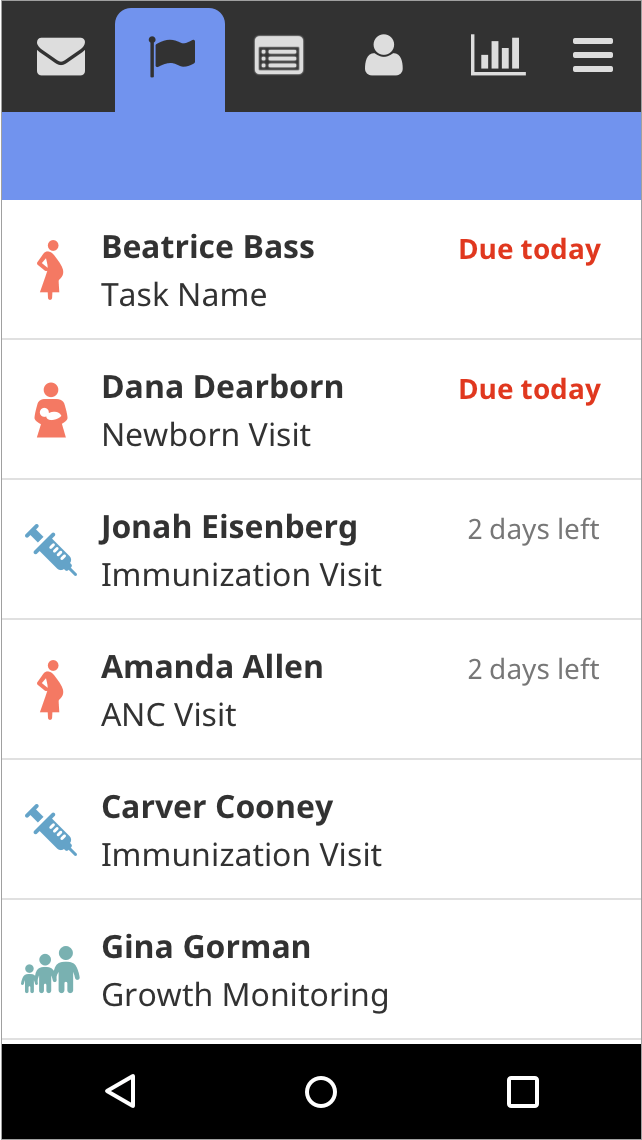 Beatrice Bass
Due today
Task Name
Dana Dearborn
Due today
Newborn Visit
Jonah Eisenberg
2 days left
Immunization Visit
Amanda Allen
2 days left
ANC Visit
Carver Cooney
Immunization Visit
Gina Gorman
Growth Monitoring